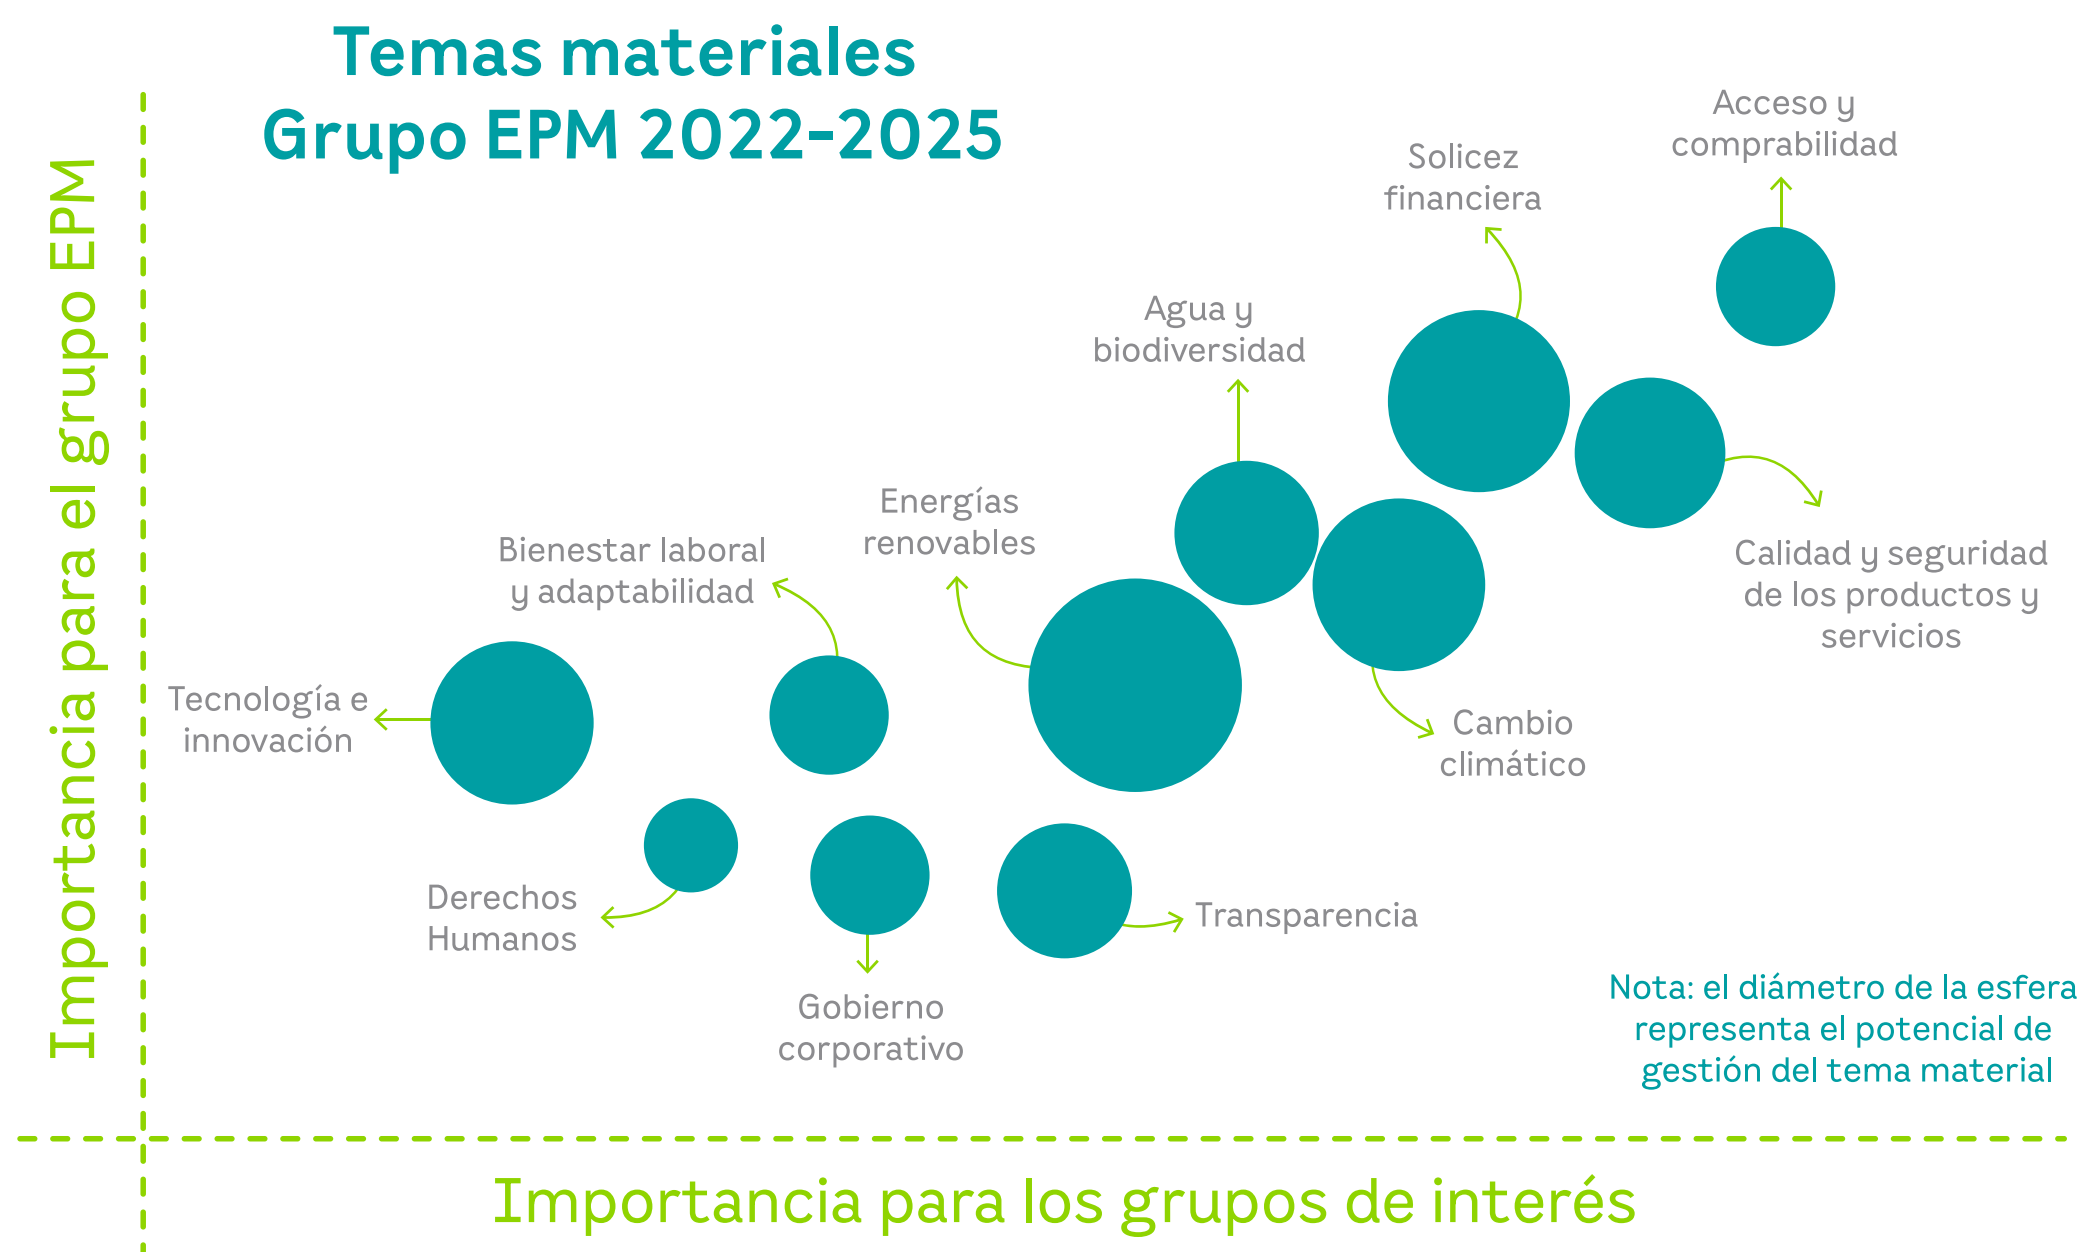 Temas materiales
Grupo EPM 2022-2025
Importancia para el grupo EPM
Acceso y
comprabilidad
Solicez
financiera
Agua y
biodiversidad
Energías
renovables
Bienestar laboral
y adaptabilidad
Calidad y seguridad
de los productos y
servicios
Tecnología e
innovación
Cambio
climático
Derechos
Humanos
Transparencia
Gobierno
corporativo
Nota: el diámetro de la esfera
representa el potencial de
gestión del tema material
Importancia para los grupos de interés